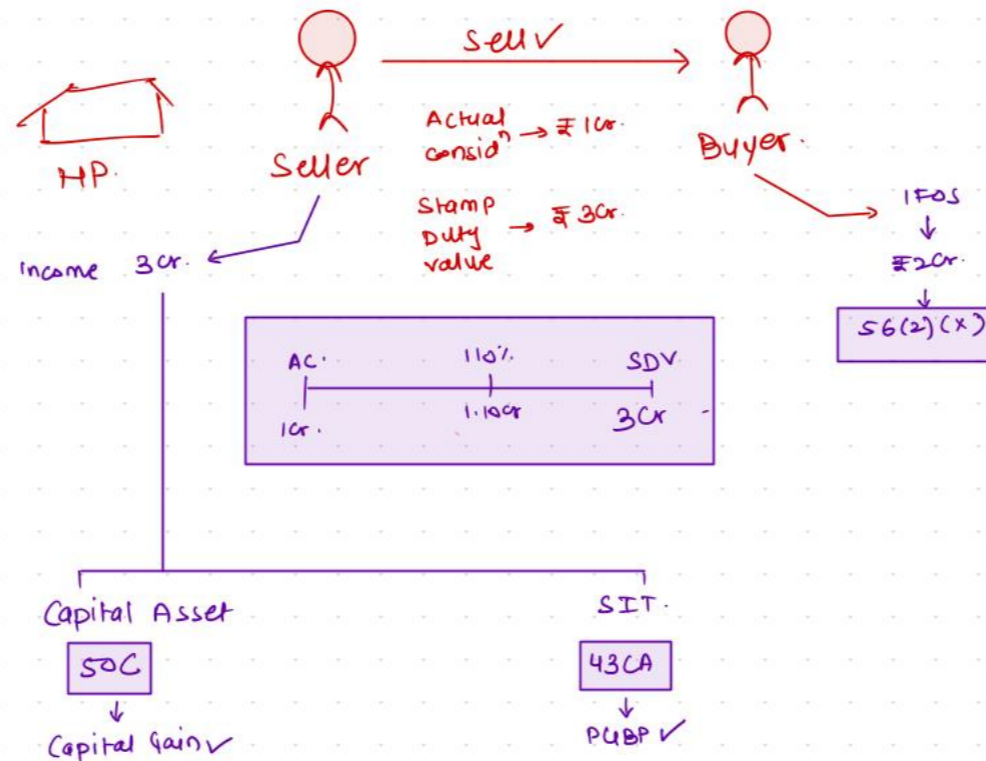 Sell✓
Actual
considⁿ → ₹1Cr.
HP.
Seller
Buyer.
Stamp
Duty → ₹3Cr.
value
IFOS
₹2Cr.
56(2)(x)
income 3Cr.
AC. 110% SDV
1Cr. 1.10Cr 3Cr
Capital Asset
SIT.
50C
43CA
Capital Gain✓
PGBP✓